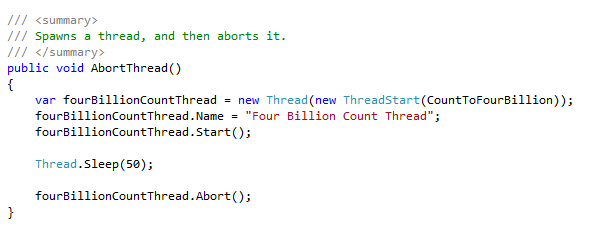 /// <summary>
/// Spawns a thread, and then aborts it.
/// </summary>
public void AbortThread()
{
    var fourBillionCountThread = new Thread(new ThreadStart(CountToFourBillion));
    fourBillionCountThread.Name = "Four Billion Count Thread";
    fourBillionCountThread.Start();

    Thread.Sleep(50);

    fourBillionCountThread.Abort();
}